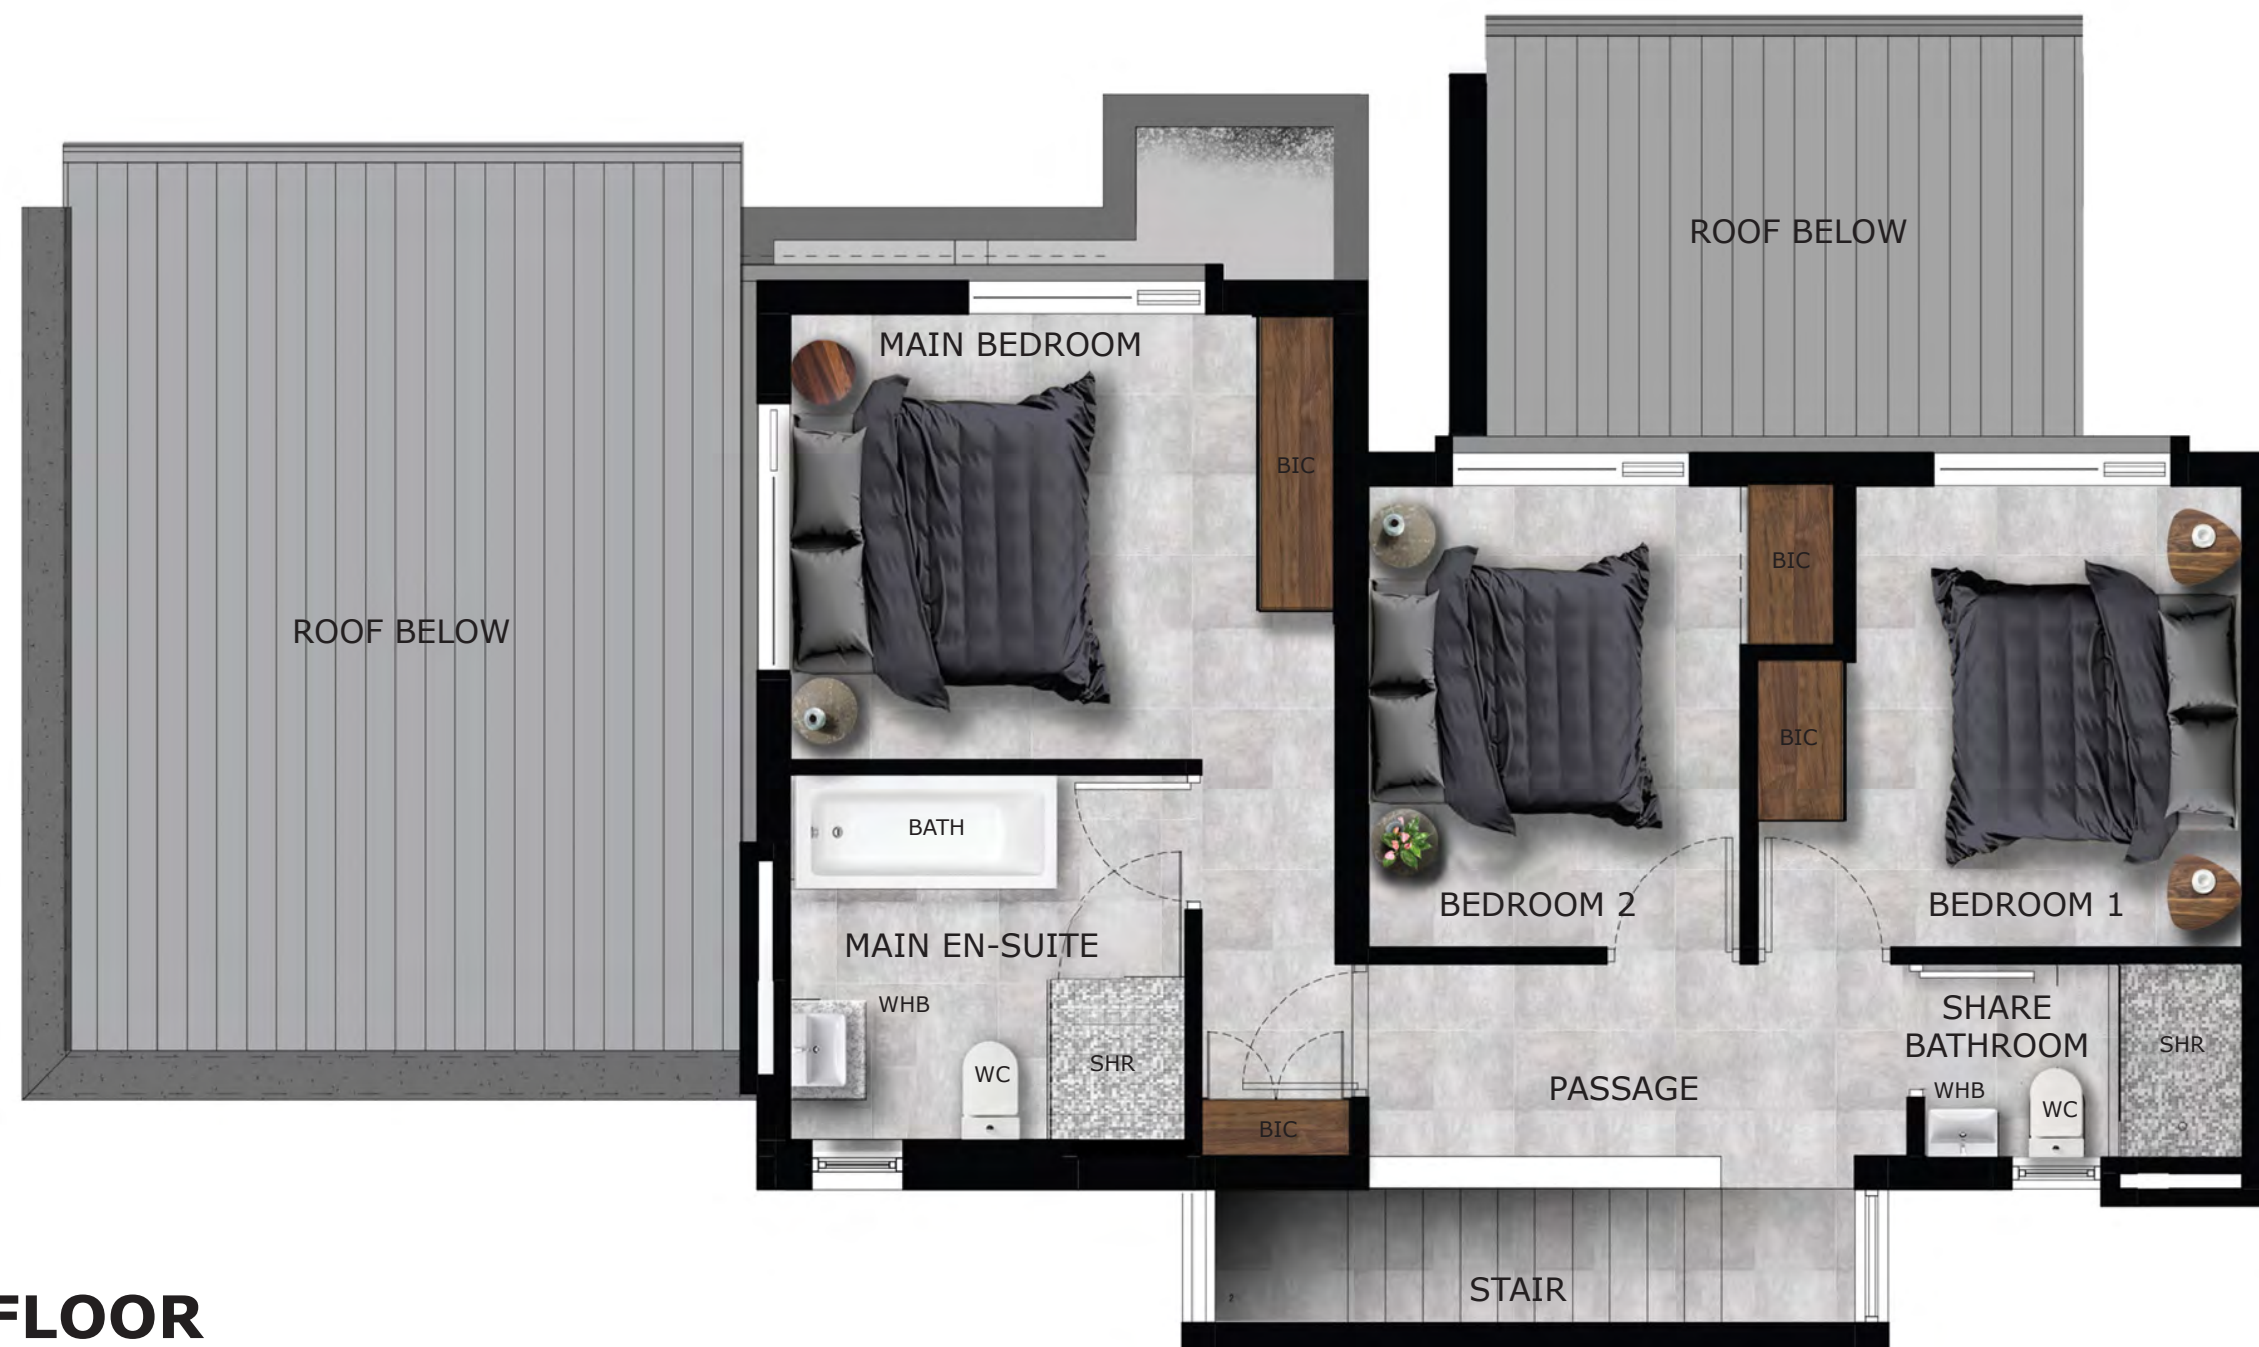 ROOF BELOW
MAIN BEDROOM
BIC
BIC
ROOF BELOW
BIC
BATH
BEDROOM 2
BEDROOM 1
MAIN EN-SUITE
WHB
SHARE
BATHROOM
SHR
WC
SHR
PASSAGE
WHB
WC
BIC
STAIR
2
FLOOR